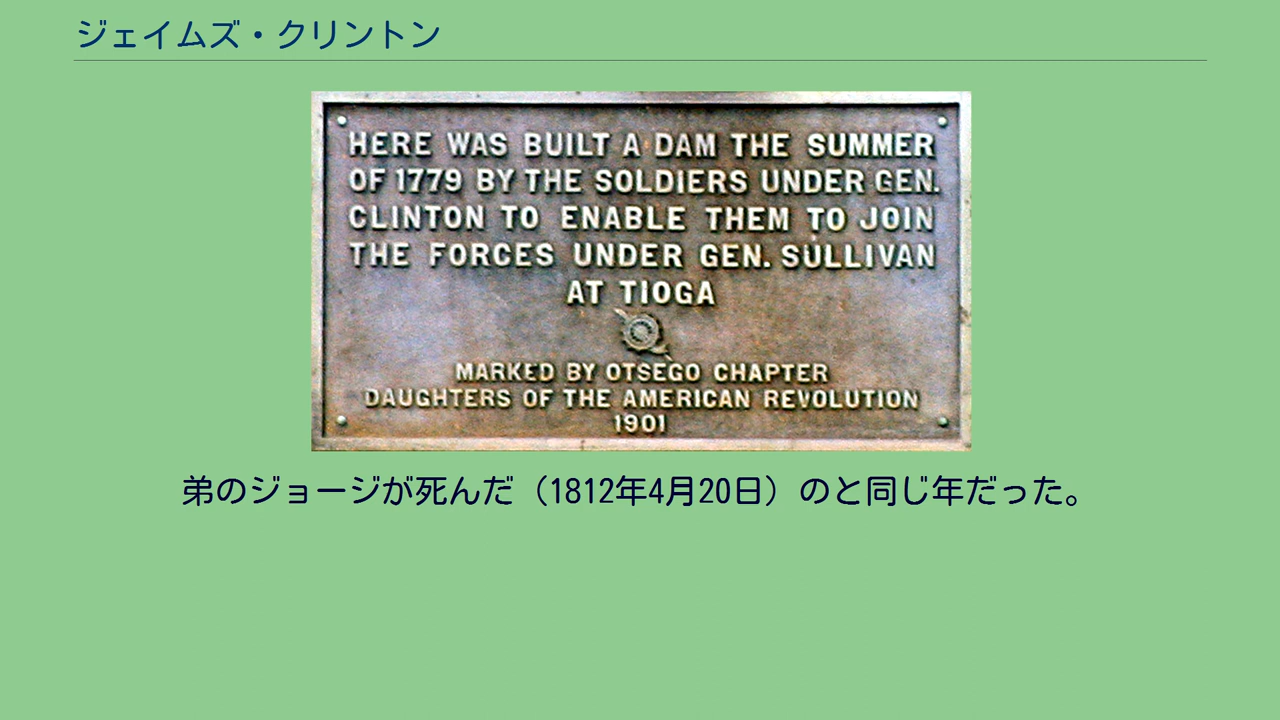 ジェイムズ・クリントン
HERE WAS BUILT A DAM THE SUMMER
OF 1779 BY THE SOLDIERS UNDER GEN.
CLINTON TO ENABLE THEM TO JOIN
THE FORCES UNDER GEN. SULLIVAN
AT TIOGA
MARKED BY OTSEGO CHAPTER
DAUGHTERS OF THE AMERICAN REVOLUTION
1901
弟のジョージが死んだ（1812年4月20日）のと同じ年だった。